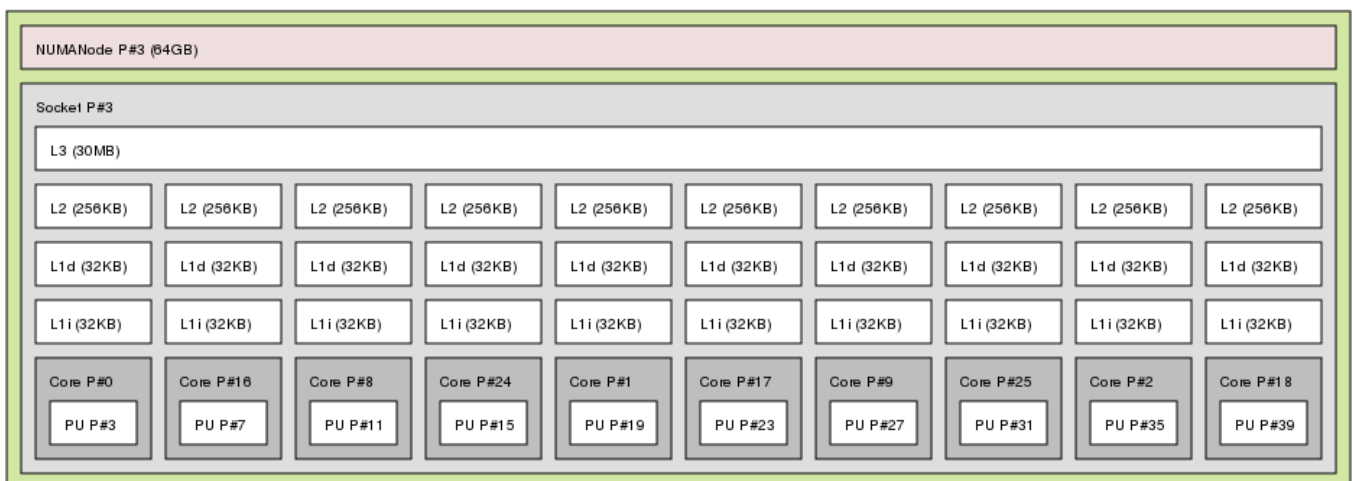 NUMANode P#3 (64GB)
Socket P#3
L3 (30MB)
L2 (256KB) L2 (256KB) L2 (256KB) L2 (256KB) L2 (256KB) L2 (256KB) L2 (256KB) L2 (256KB) L2 (256KB) L2 (256KB)
L1d (32KB) L1d (32KB) L1d (32KB) L1d (32KB) L1d (32KB) L1d (32KB) L1d (32KB) L1d (32KB) L1d (32KB) L1d (32KB)
L1i (32KB) L1i (32KB) L1i (32KB) L1i (32KB) L1i (32KB) L1i (32KB) L1i (32KB) L1i (32KB) L1i (32KB) L1i (32KB)
Core P#0 Core P#16 Core P#8 Core P#24 Core P#1 Core P#17 Core P#9 Core P#25 Core P#2 Core P#18
PU P#3 PU P#7 PU P#11 PU P#15 PU P#19 PU P#23 PU P#27 PU P#31 PU P#35 PU P#39